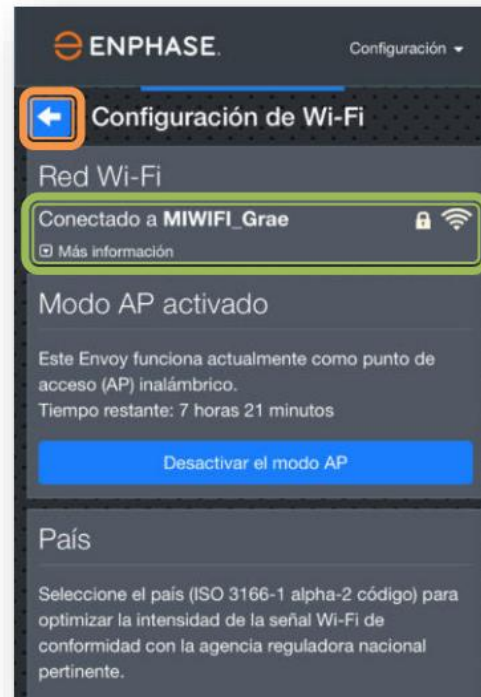 ENPHASE.
Configuración
Configuración de Wi-Fi
Red Wi-Fi
Conectado a MIWIFI_Grae
Más información
Modo AP activado
Este Envoy funciona actualmente como punto de
acceso (AP) inalámbrico.
Tiempo restante: 7 horas 21 minutos
Desactivar el modo AP
País
Seleccione el país (ISO 3166-1 alpha-2 código) para
optimizar la intensidad de la señal Wi-Fi de
conformidad con la agencia reguladora nacional
pertinente.